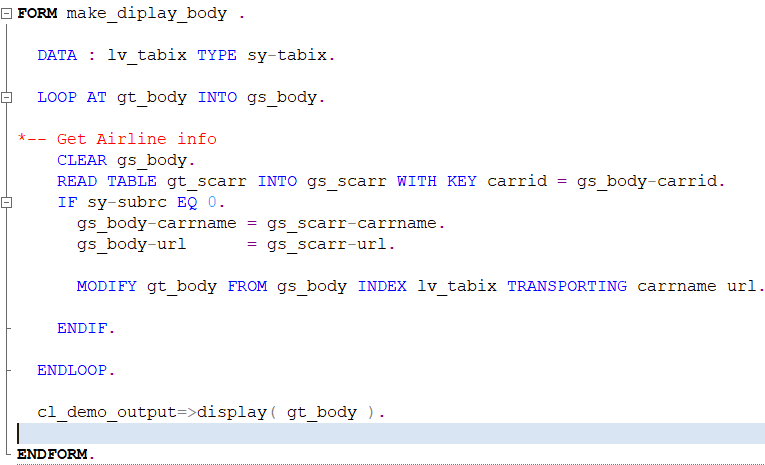 FORM make_diplay_body .
DATA : lv_tabix TYPE sy-tabix.
LOOP AT gt_body INTO gs_body.
*-- Get Airline info
CLEAR gs_body.
READ TABLE gt_scarr INTO gs_scarr WITH KEY carrid = gs_body-carrid.
IF sy-subrc EQ 0.
gs_body-carrname = gs_scarr-carrname.
gs_body-url      = gs_scarr-url.
MODIFY gt_body FROM gs_body INDEX lv_tabix TRANSPORTING carrname url.
ENDIF.
ENDLOOP.
cl_demo_output=>display( gt_body ).
ENDFORM.